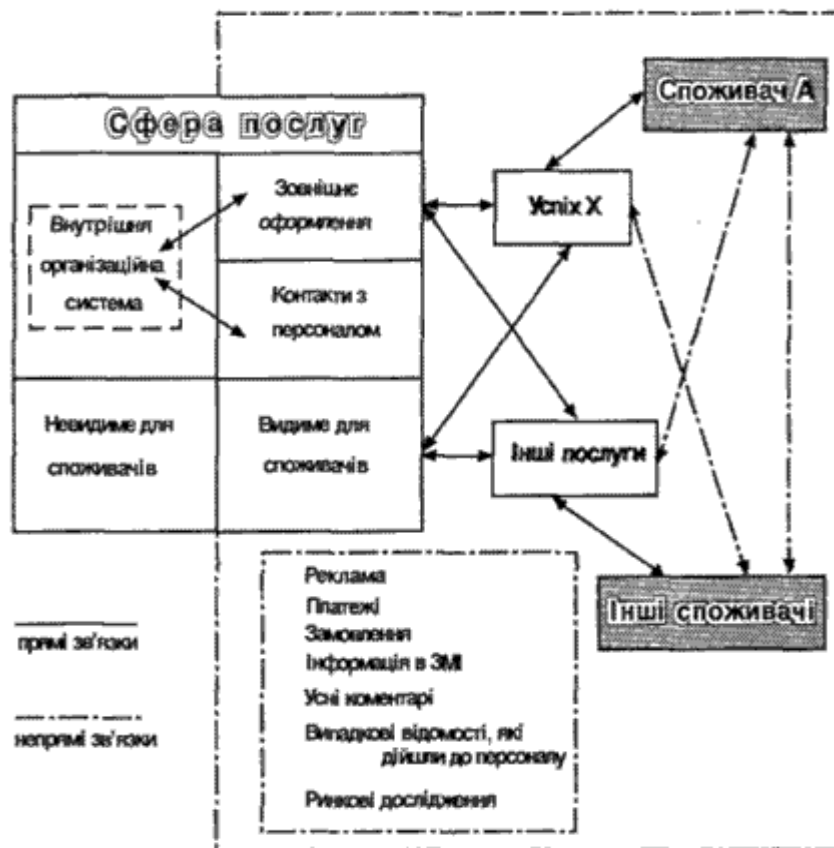 Споживач А
Сфера послуг
Зовнішнє
оформлення
Успіх X
Внутрішня
організаційна
система
Контакти з
персоналом
Невидиме для
споживачів
Видиме для
споживачів
Інші послуги
Інші споживачі
Реклама
Платежі
Замовлення
Інформація в ЗМІ
Усні коментарі
Випадкові відомості, які
дійшли до персоналу
Ринкові дослідження
прямі зв'язки
непрямі зв'язки